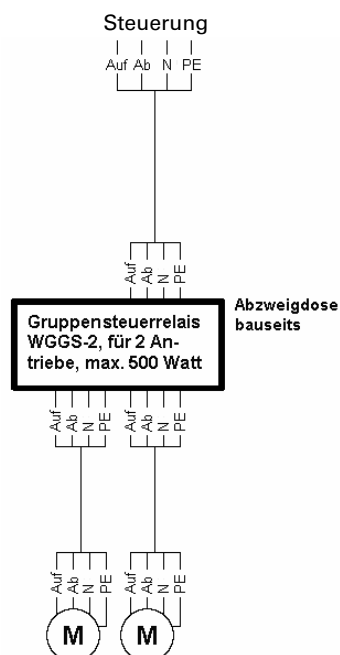 Steuerung
Auf Ab N PE
Auf Ab N PE
Gruppensteuerrelais
WGGS-2, für 2 An-
triebe, max. 500 Watt
Abzweigdose
bauseits
Auf Ab N PE Auf Ab N PE
Auf Ab N PE Auf Ab N PE
M M